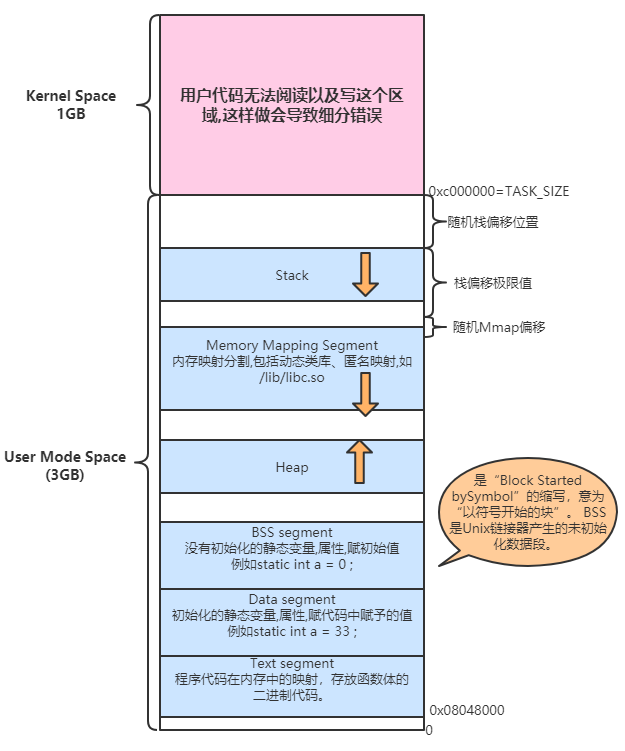 Kernel Space
1GB
用户代码无法阅读以及写这个区
域,这样做会导致细分错误
0xc000000=TASK_SIZE
随机栈偏移位置
Stack
栈偏移极限值
随机Mmap偏移
Memory Mapping Segment
内存映射分割,包括动态类库、匿名映射,如
/lib/libc.so
User Mode Space
(3GB)
Heap
是“Block Started
bySymbol”的缩写，意为
“以符号开始的块”。 BSS
是Unix链接器产生的未初始
化数据段。
BSS segment
没有初始化的静态变量,属性,赋初始值
例如static int a = 0 ;
Data segment
初始化的静态变量,属性,赋代码中赋予的值
例如static int a = 33 ;
Text segment
程序代码在内存中的映射，存放函数体的
二进制代码。
0x08048000
0